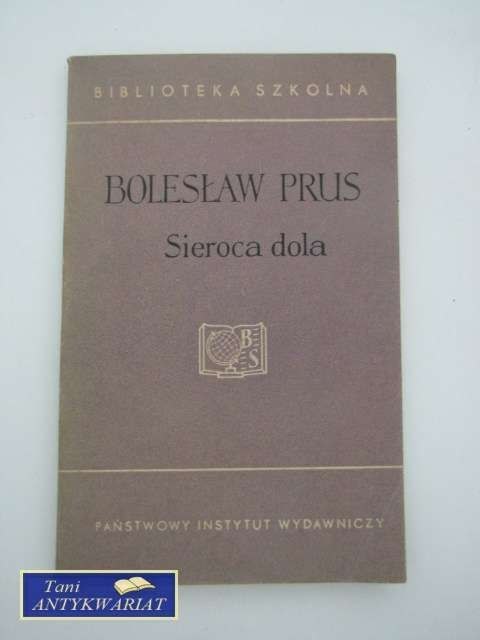 BIBLIOTEKA SZKOLNA
BOLESŁAW PRUS
Sieroca dola
B
S
PAŃSTWOWY INSTYTUT WYDAWNICZY
Tani
ANTYKWARIAT